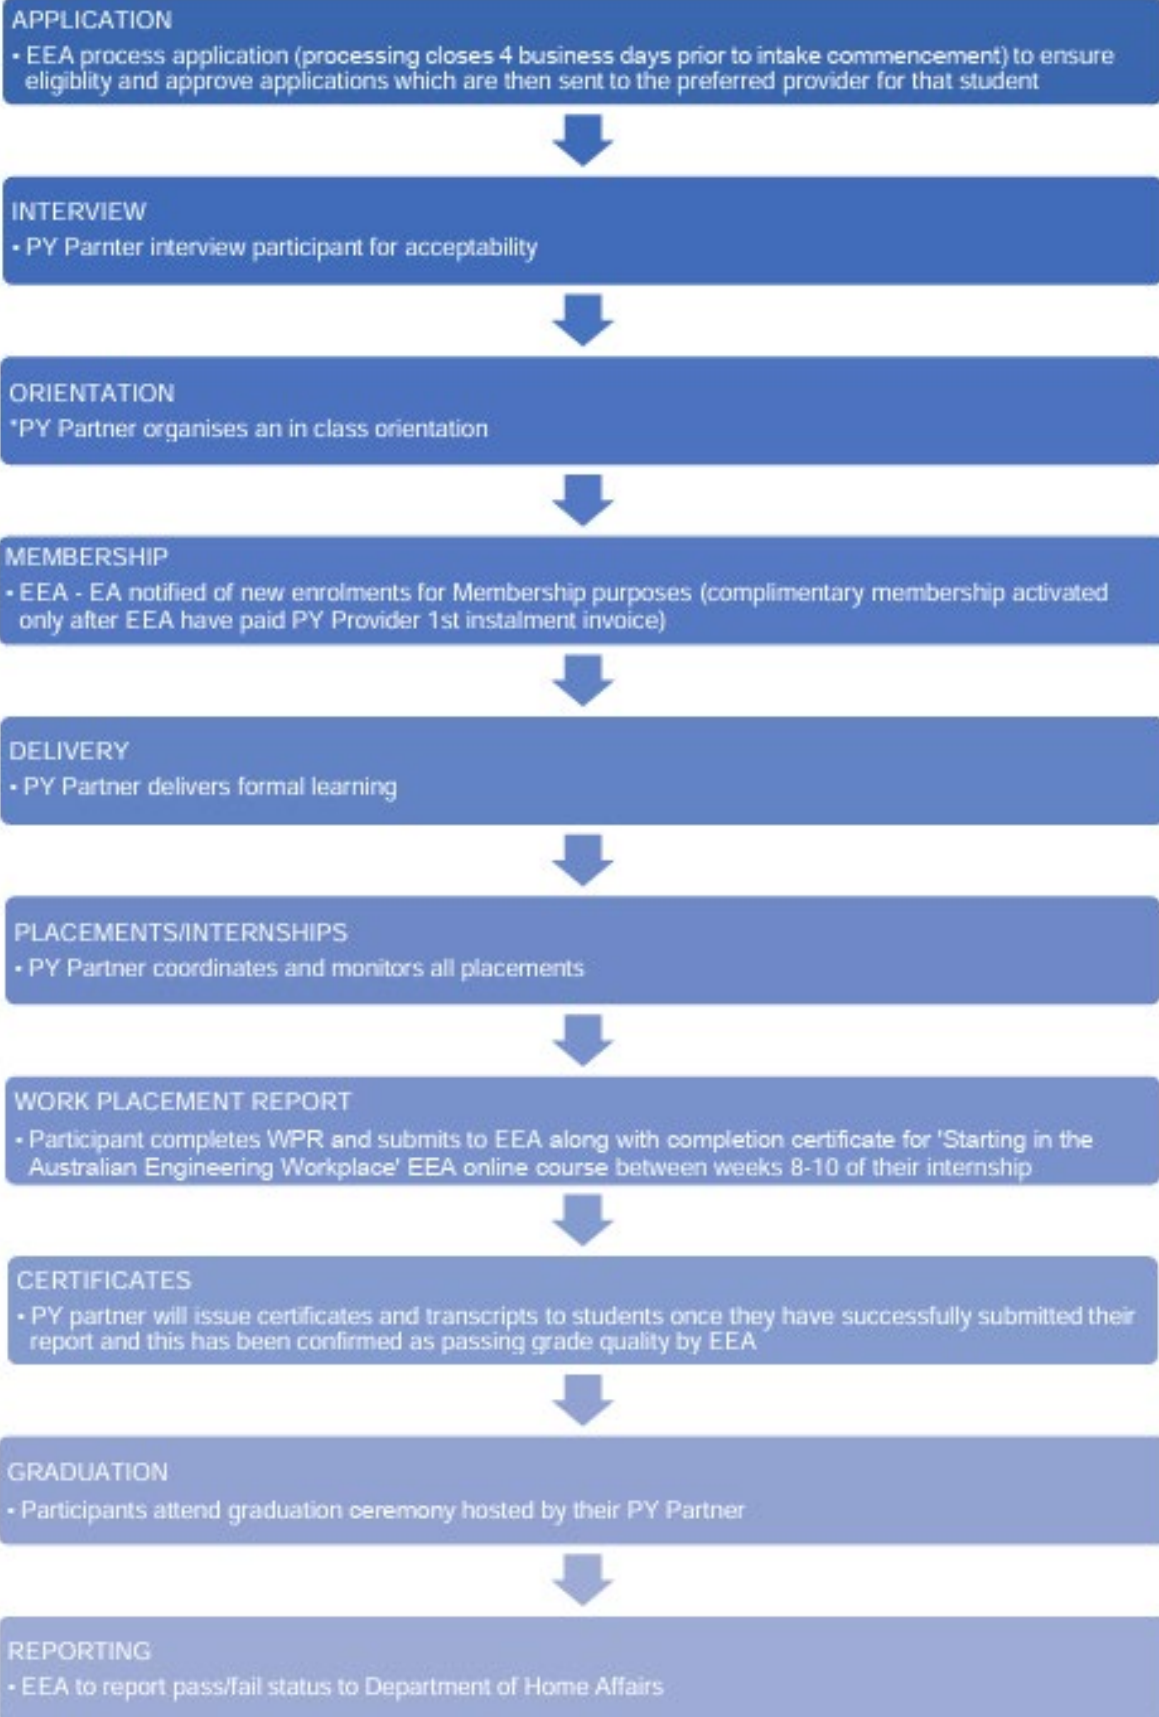 APPLICATION
• EEA process application (processing closes 4 business days prior to intake commencement) to ensure
eligiblity and approve applications which are then sent to the preferred provider for that student
INTERVIEW
• PY Parnter interview participant for acceptability
ORIENTATION
*PY Partner organises an in class orientation
MEMBERSHIP
• EEA - EA notified of new enrolments for Membership purposes (complimentary membership activated
only after EEA have paid PY Provider 1st instalment invoice)
DELIVERY
• PY Partner delivers formal learning
PLACEMENTS/INTERNSHIPS
• PY Partner coordinates and monitors all placements
WORK PLACEMENT REPORT
• Participant completes WPR and submits to EEA along with completion certificate for 'Starting in the
Australian Engineering Workplace' EEA online course between weeks 8-10 of their internship
CERTIFICATES
• PY partner will issue certificates and transcripts to students once they have successfully submitted their
report and this has been confirmed as passing grade quality by EEA
GRADUATION
• Participants attend graduation ceremony hosted by their PY Partner
REPORTING
• EEA to report pass/fail status to Department of Home Affairs